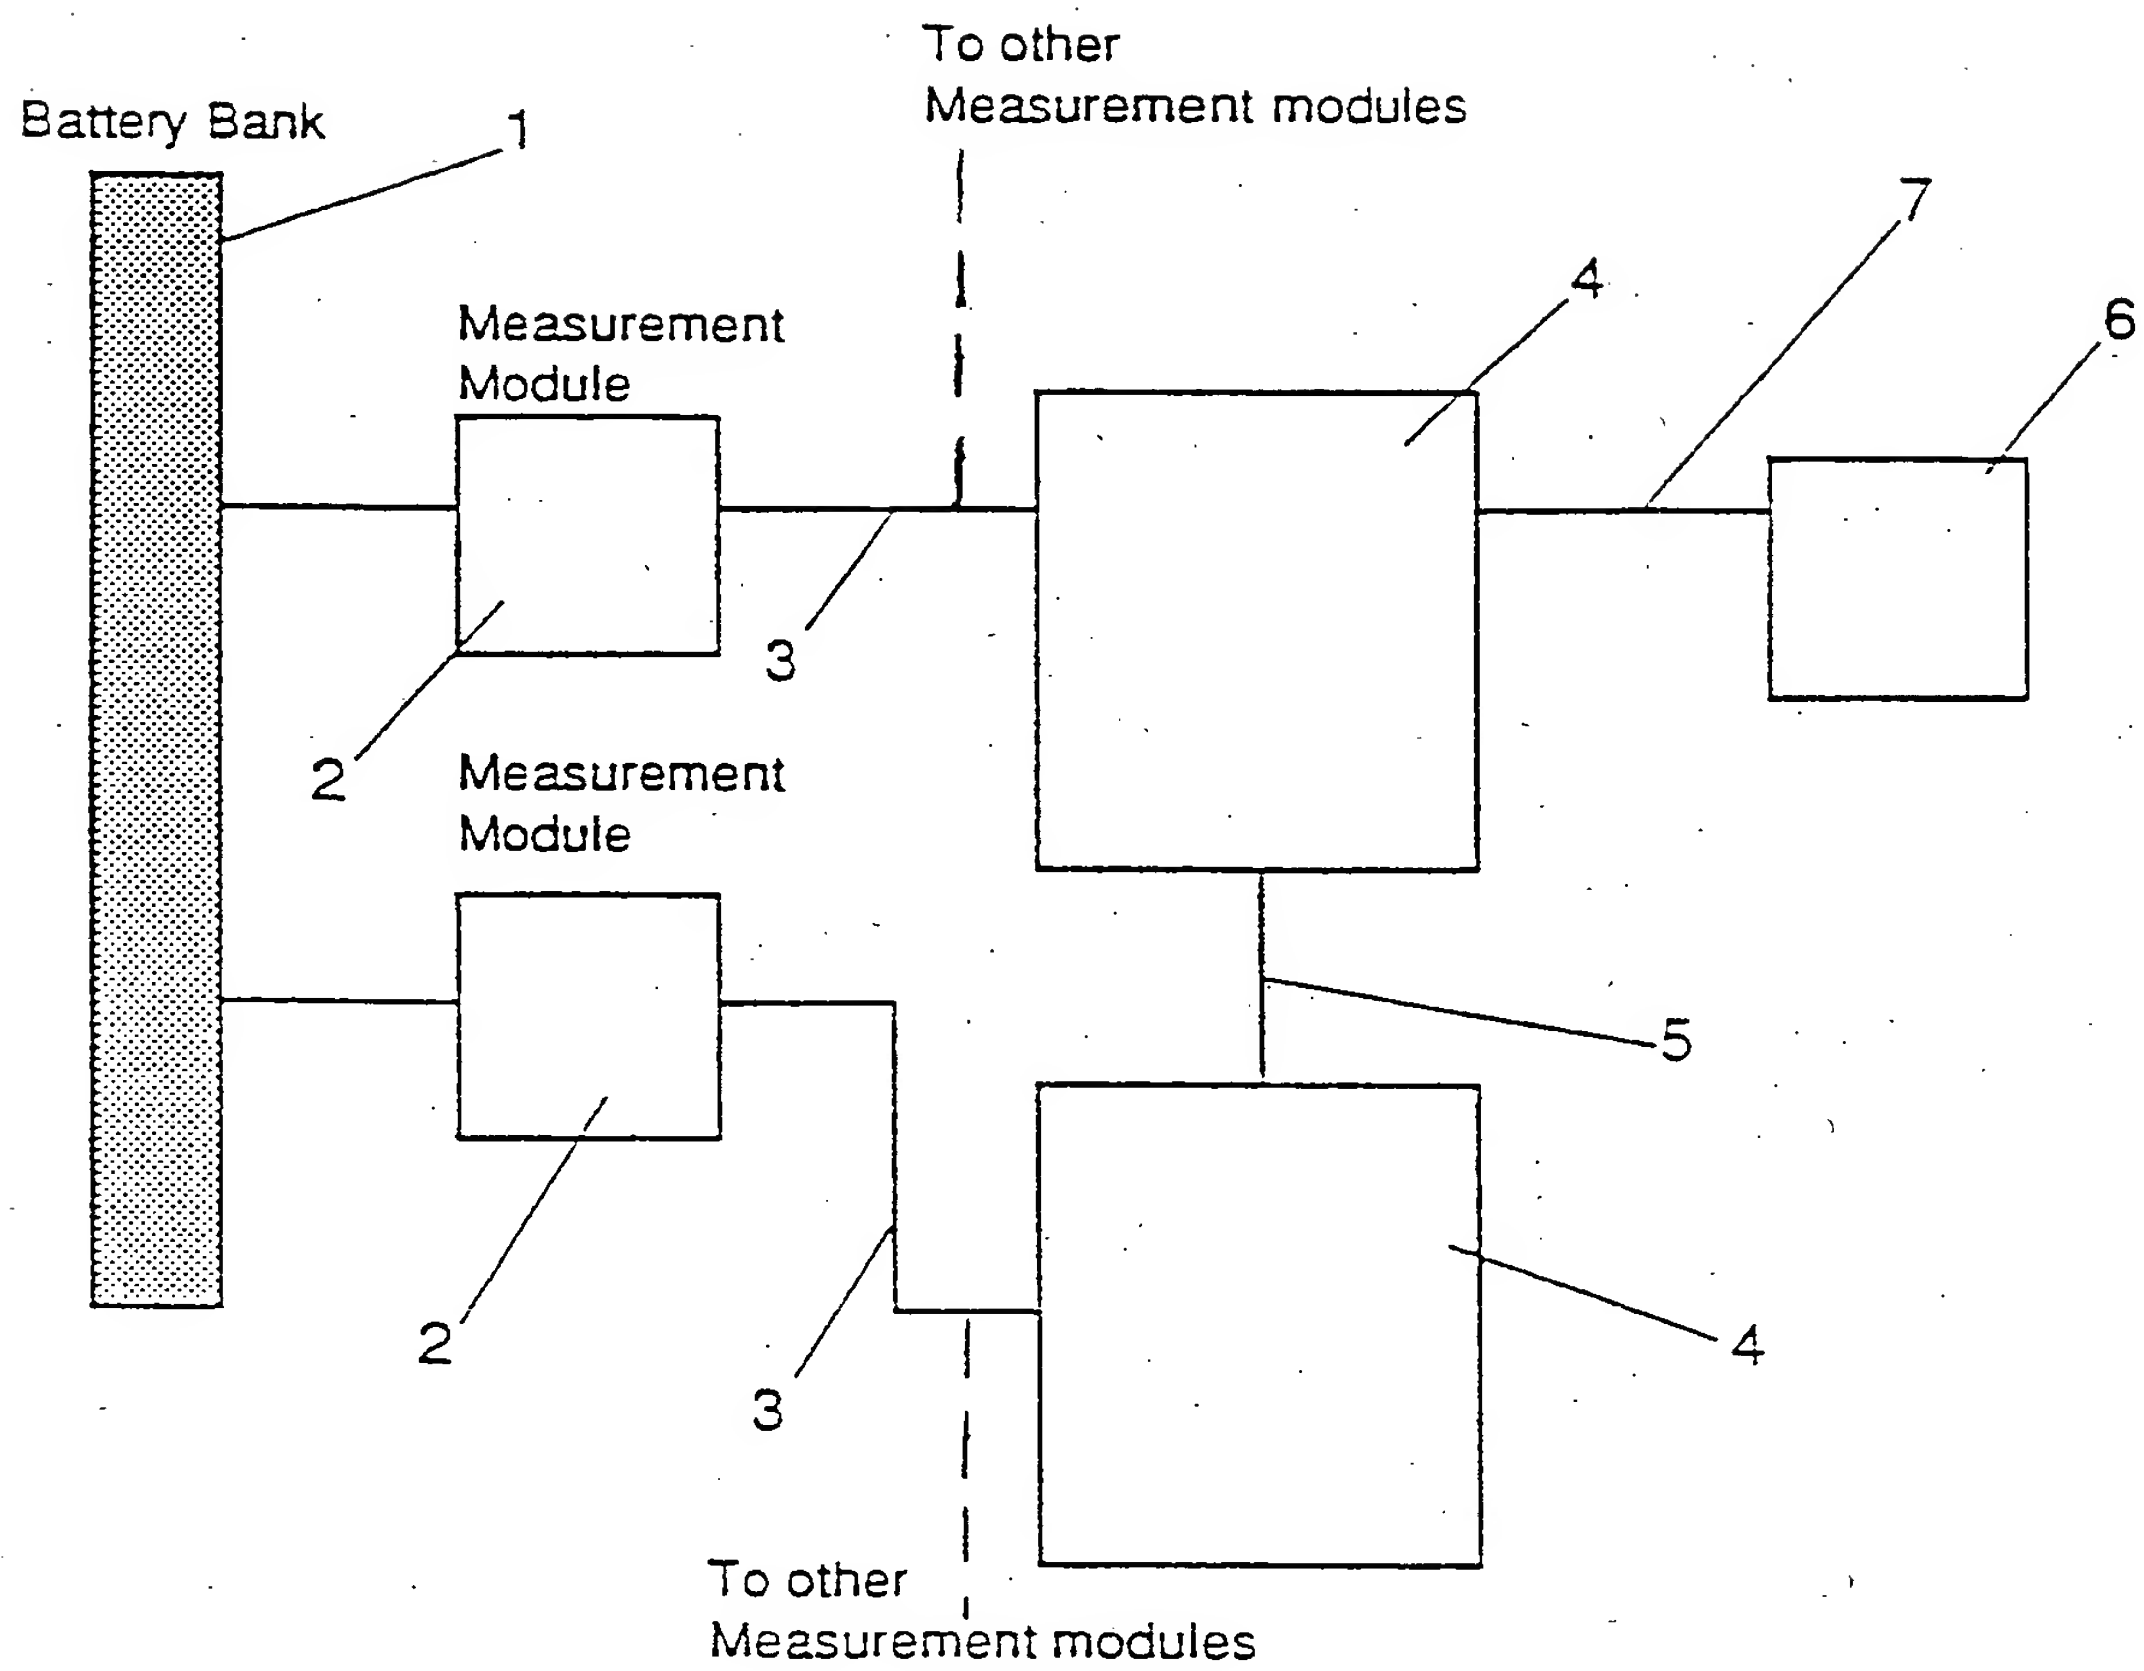 To other
Measurement modules
Battery Bank
1
7
4
6
Measurement
Module
3
2
Measurement
Module
5
2
4
3
To other
Measurement modules